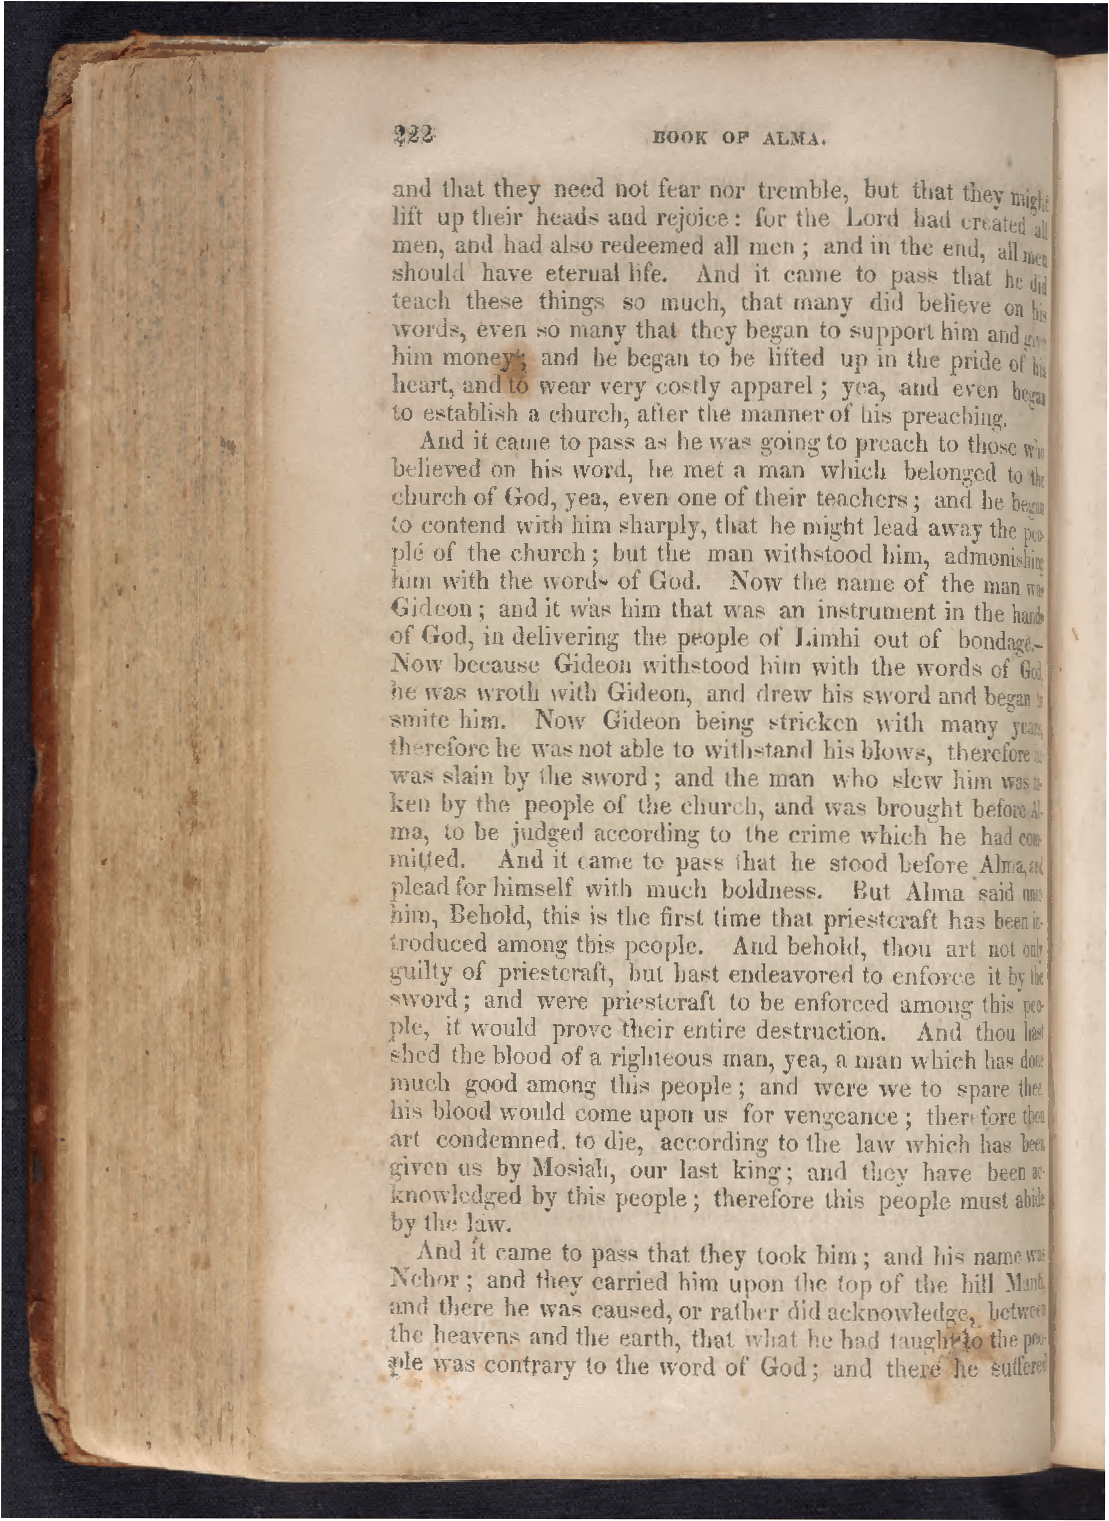 222 BOOK OF ALMA.
and that they need not fear nor tremble, but that they might
lift up their heads and rejoice: for the Lord had created all
men, and had also redeemed all men; and in the end, all men
should have eternal life. And it came to pass that he did
teach these things so much, that many did believe on his
words, even so many that they began to support him and give
him money; and he began to be lifted up in the pride of his
heart, and to wear very costly apparel; yea, and even began
to establish a church, after the manner of his preaching.
And it came to pass as he was going to preach to those who
believed on his word, he met a man which belonged to the
church of God, yea, even one of their teachers; and he began
to contend with him sharply, that he might lead away the peo-
ple of the church; but the man withstood him, admonishing
him with the words of God. Now the name of the man was
Gideon; and it was him that was an instrument in the hands
of God, in delivering the people of Limhi out of bondage.—
Now because Gideon withstood him with the words of God,
he was wroth with Gideon, and drew his sword and began to
smite him. Now Gideon being stricken with many years,
therefore he was not able to withstand his blows, therefore he
was slain by the sword; and the man who slew him was ta-
ken by the people of the church, and was brought before Al-
ma, to be judged according to the crime which he had com-
mitted. And it came to pass that he stood before Alma, and
plead for himself with much boldness. But Alma said unto
him, Behold, this is the first time that priestcraft has been in-
troduced among this people. And behold, thou art not only
guilty of priestcraft, but hast endeavored to enforce it by the
sword; and were priestcraft to be enforced among this peo-
ple, it would prove their entire destruction. And thou hast
shed the blood of a righteous man, yea, a man which has done
much good among this people; and were we to spare thee,
his blood would come upon us for vengeance; therefore thou
art condemned to die, according to the law which has been
given us by Mosiah, our last king; and they have been ac-
knowledged by this people; therefore this people must abide
by the law.
And it came to pass that they took him; and his name was
Nehor; and they carried him upon the top of the hill Manti,
and there he was caused, or rather did acknowledge, between
the heavens and the earth, that what he had taught to the peo-
ple was contrary to the word of God; and there he suffered